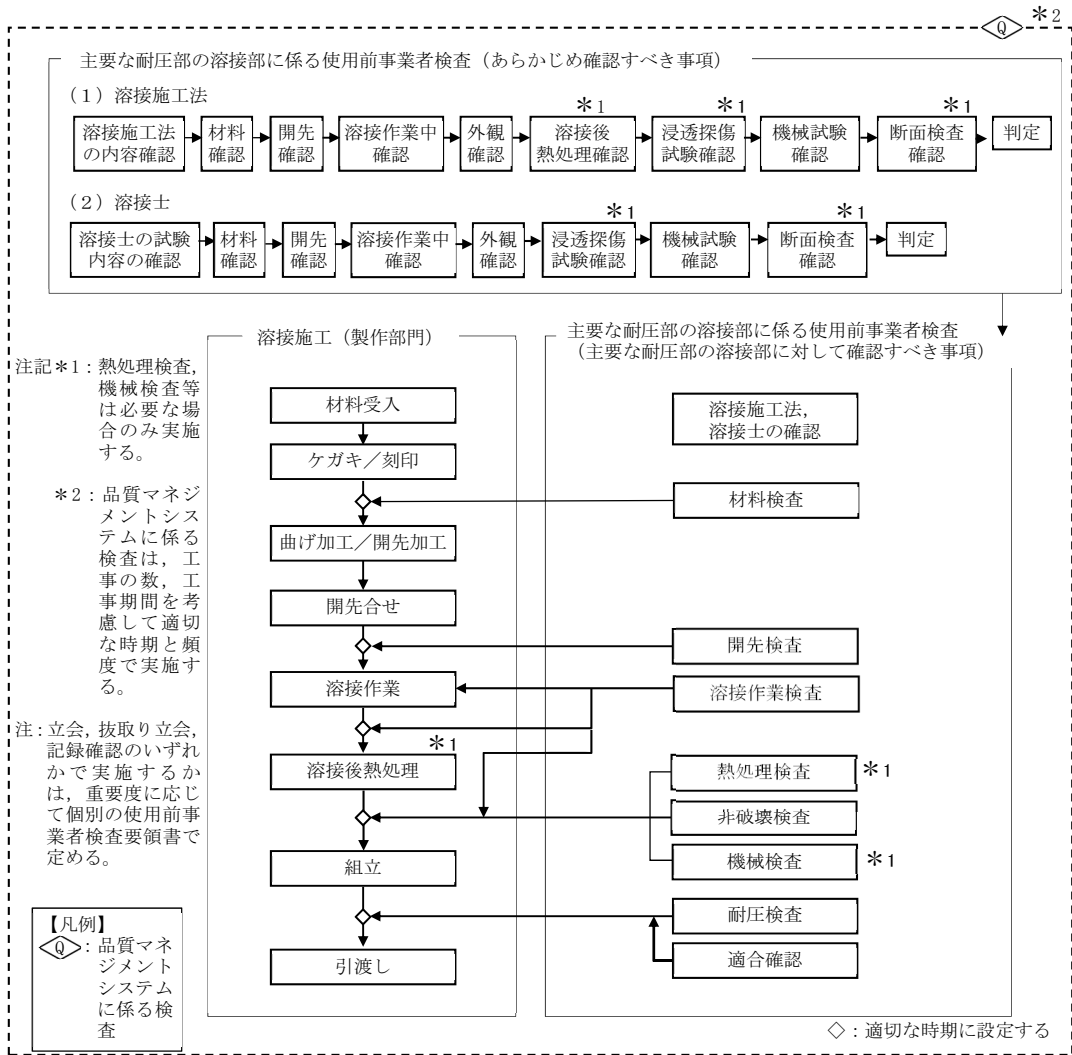 Q ＊2
主要な耐圧部の溶接部に係る使用前事業者検査（あらかじめ確認すべき事項）
（１）溶接施工法
＊1 ＊1 ＊1
溶接施工法
の内容確認
材料
確認
開先
確認
溶接作業中
確認
外観
確認
溶接後
熱処理確認
浸透探傷
試験確認
機械試験
確認
断面検査
確認
判定
（２）溶接士
＊1 ＊1
溶接士の試験
内容の確認
材料
確認
開先
確認
溶接作業中
確認
外観
確認
浸透探傷
試験確認
機械試験
確認
断面検査
確認
判定
溶接施工（製作部門）
材料受入
ケガキ／刻印
曲げ加工／開先加工
開先合せ
溶接作業
＊1
溶接後熱処理
組立
引渡し
主要な耐圧部の溶接部に係る使用前事業者検査
（主要な耐圧部の溶接部に対して確認すべき事項）
溶接施工法，
溶接士の確認
材料検査
開先検査
溶接作業検査
熱処理検査 ＊1
非破壊検査
機械検査 ＊1
耐圧検査
適合確認
注記＊1：熱処理検査，
機械検査等
は必要な場
合のみ実施
する。
＊2：品質マネジ
メントシス
テムに係る
検査は，工
事の数，工
事期間を考
慮して適切
な時期と頻
度で実施す
る。
注：立会，抜取り立会，
記録確認のいずれ
かで実施するか
は，重要度に応じ
て個別の使用前事
業者検査要領書で
定める。
【凡例】
Q：品質マネ
ジメント
システム
に係る検
査
◇：適切な時期に設定する